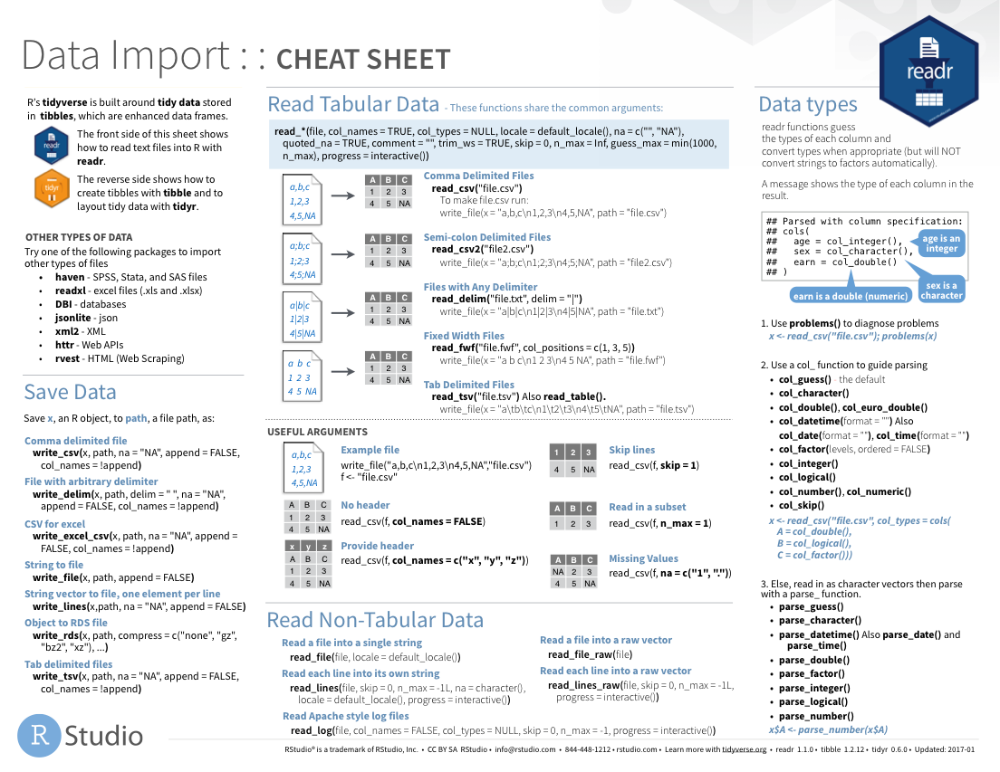 Data Import : : CHEAT SHEET
readr
R's tidyverse is built around tidy data stored
in tibbles, which are enhanced data frames.
readr
The front side of this sheet shows
how to read text files into R with
readr.
tidyr
The reverse side shows how to
create tibbles with tibble and to
layout tidy data with tidyr.
OTHER TYPES OF DATA
Try one of the following packages to import
other types of files
• haven - SPSS, Stata, and SAS files
• readxl - excel files (.xls and .xlsx)
• DBI - databases
• jsonlite - json
• xml2 - XML
• httr - Web APIs
• rvest - HTML (Web Scraping)
Save Data
Save x, an R object, to path, a file path, as:
Comma delimited file
write_csv(x, path, na = "NA", append = FALSE,
col_names = !append)
File with arbitrary delimiter
write_delim(x, path, delim = " ", na = "NA",
append = FALSE, col_names = !append)
CSV for excel
write_excel_csv(x, path, na = "NA", append =
FALSE, col_names = !append)
String to file
write_file(x, path, append = FALSE)
String vector to file, one element per line
write_lines(x,path, na = "NA", append = FALSE)
Object to RDS file
write_rds(x, path, compress = c("none", "gz",
"bz2", "xz"), ...)
Tab delimited files
write_tsv(x, path, na = "NA", append = FALSE,
col_names = !append)
R Studio
Read Tabular Data - These functions share the common arguments:
read_*(file, col_names = TRUE, col_types = NULL, locale = default_locale(), na = c("", "NA"),
quoted_na = TRUE, comment = "", trim_ws = TRUE, skip = 0, n_max = Inf, guess_max = min(1000,
n_max), progress = interactive())
a,b,c
1,2,3
4,5,NA
A B C
1 2 3
4 5 NA
Comma Delimited Files
read_csv("file.csv")
To make file.csv run:
write_file(x = "a,b,c\n1,2,3\n4,5,NA", path = "file.csv")
a;b;c
1;2;3
4;5;NA
A B C
1 2 3
4 5 NA
Semi-colon Delimited Files
read_csv2("file2.csv")
write_file(x = "a;b;c\n1;2;3\n4;5;NA", path = "file2.csv")
a|b|c
1|2|3
4|5|NA
A B C
1 2 3
4 5 NA
Files with Any Delimiter
read_delim("file.txt", delim = "|")
write_file(x = "a|b|c\n1|2|3\n4|5|NA", path = "file.txt")
a b c
1 2 3
4 5 NA
A B C
1 2 3
4 5 NA
Fixed Width Files
read_fwf("file.fwf", col_positions = c(1, 3, 5))
write_file(x = "a b c\n1 2 3\n4 5 NA", path = "file.fwf")
Tab Delimited Files
read_tsv("file.tsv") Also read_table().
write_file(x = "a\tb\tc\n1\t2\t3\n4\t5\tNA", path = "file.tsv")
USEFUL ARGUMENTS
a,b,c
1,2,3
4,5,NA
Example file
write_file("a,b,c\n1,2,3\n4,5,NA","file.csv")
f <- "file.csv"
A B C
1 2 3
4 5 NA
No header
read_csv(f, col_names = FALSE)
x y z
A B C
1 2 3
4 5 NA
Provide header
read_csv(f, col_names = c("x", "y", "z"))
1 2 3
4 5 NA
Skip lines
read_csv(f, skip = 1)
A B C
1 2 3
Read in a subset
read_csv(f, n_max = 1)
A B C
NA 2 3
4 5 NA
Missing Values
read_csv(f, na = c("1", "."))
Read Non-Tabular Data
Read a file into a single string
read_file(file, locale = default_locale())
Read each line into its own string
read_lines(file, skip = 0, n_max = -1L, na = character(),
locale = default_locale(), progress = interactive())
Read Apache style log files
read_log(file, col_names = FALSE, col_types = NULL, skip = 0, n_max = -1, progress = interactive())
Read a file into a raw vector
read_file_raw(file)
Read each line into a raw vector
read_lines_raw(file, skip = 0, n_max = -1L,
progress = interactive())
Data types
readr functions guess
the types of each column and
convert types when appropriate (but will NOT
convert strings to factors automatically).
A message shows the type of each column in the
result.
## Parsed with column specification:
## cols(
## age = col_integer(),
## sex = col_character(),
## earn = col_double()
## )
age is an
integer
sex is a
character
earn is a double (numeric)
1. Use problems() to diagnose problems
x <- read_csv("file.csv"); problems(x)
2. Use a col_ function to guide parsing
• col_guess() - the default
• col_character()
• col_double(), col_euro_double()
• col_datetime(format = "") Also
col_date(format = ""), col_time(format = "")
• col_factor(levels, ordered = FALSE)
• col_integer()
• col_logical()
• col_number(), col_numeric()
• col_skip()
x <- read_csv("file.csv", col_types = cols(
A = col_double(),
B = col_logical(),
C = col_factor()))
3. Else, read in as character vectors then parse
with a parse_ function.
• parse_guess()
• parse_character()
• parse_datetime() Also parse_date() and
parse_time()
• parse_double()
• parse_factor()
• parse_integer()
• parse_logical()
• parse_number()
x$A <- parse_number(x$A)
RStudio® is a trademark of RStudio, Inc. • CC BY SA RStudio • info@rstudio.com • 844-448-1212 • rstudio.com • Learn more with tidyverse.org • readr 1.1.0 • tibble 1.2.12 • tidyr 0.6.0 • Updated: 2017-01